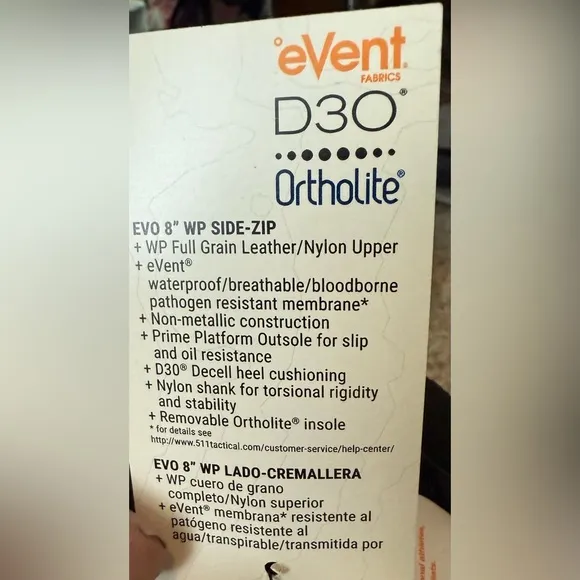 eVent®
FABRICS
D3O®
Ortholite®
EVO 8" WP SIDE-ZIP
+ WP Full Grain Leather/Nylon Upper
+ eVent®
waterproof/breathable/bloodborne
pathogen resistant membrane*
+ Non-metallic construction
+ Prime Platform Outsole for slip
and oil resistance
+ D3O® Decell heel cushioning
+ Nylon shank for torsional rigidity
and stability
+ Removable Ortholite® insole
* for details see
http://www.511tactical.com/customer-service/help-center/
EVO 8" WP LADO-CREMALLERA
+ WP cuero de grano
completo/Nylon superior
+ eVent® membrana* resistente al
patógeno resistente al
agua/transpirable/transmitida por